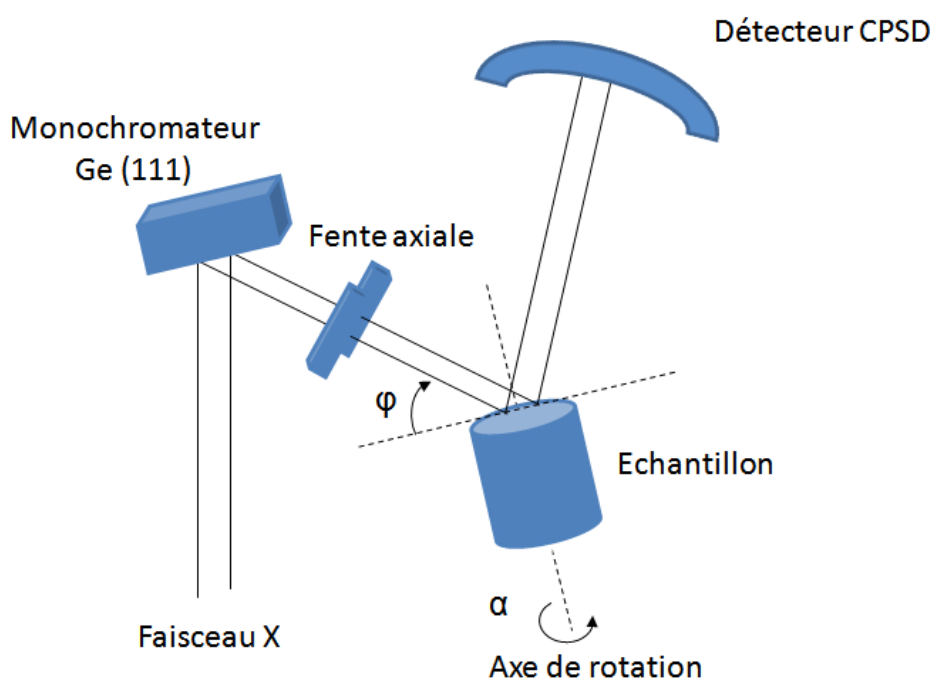 Détecteur CPSD
Monochromateur
Ge (111)
Fente axiale
φ
Echantillon
α
Faisceau X
Axe de rotation